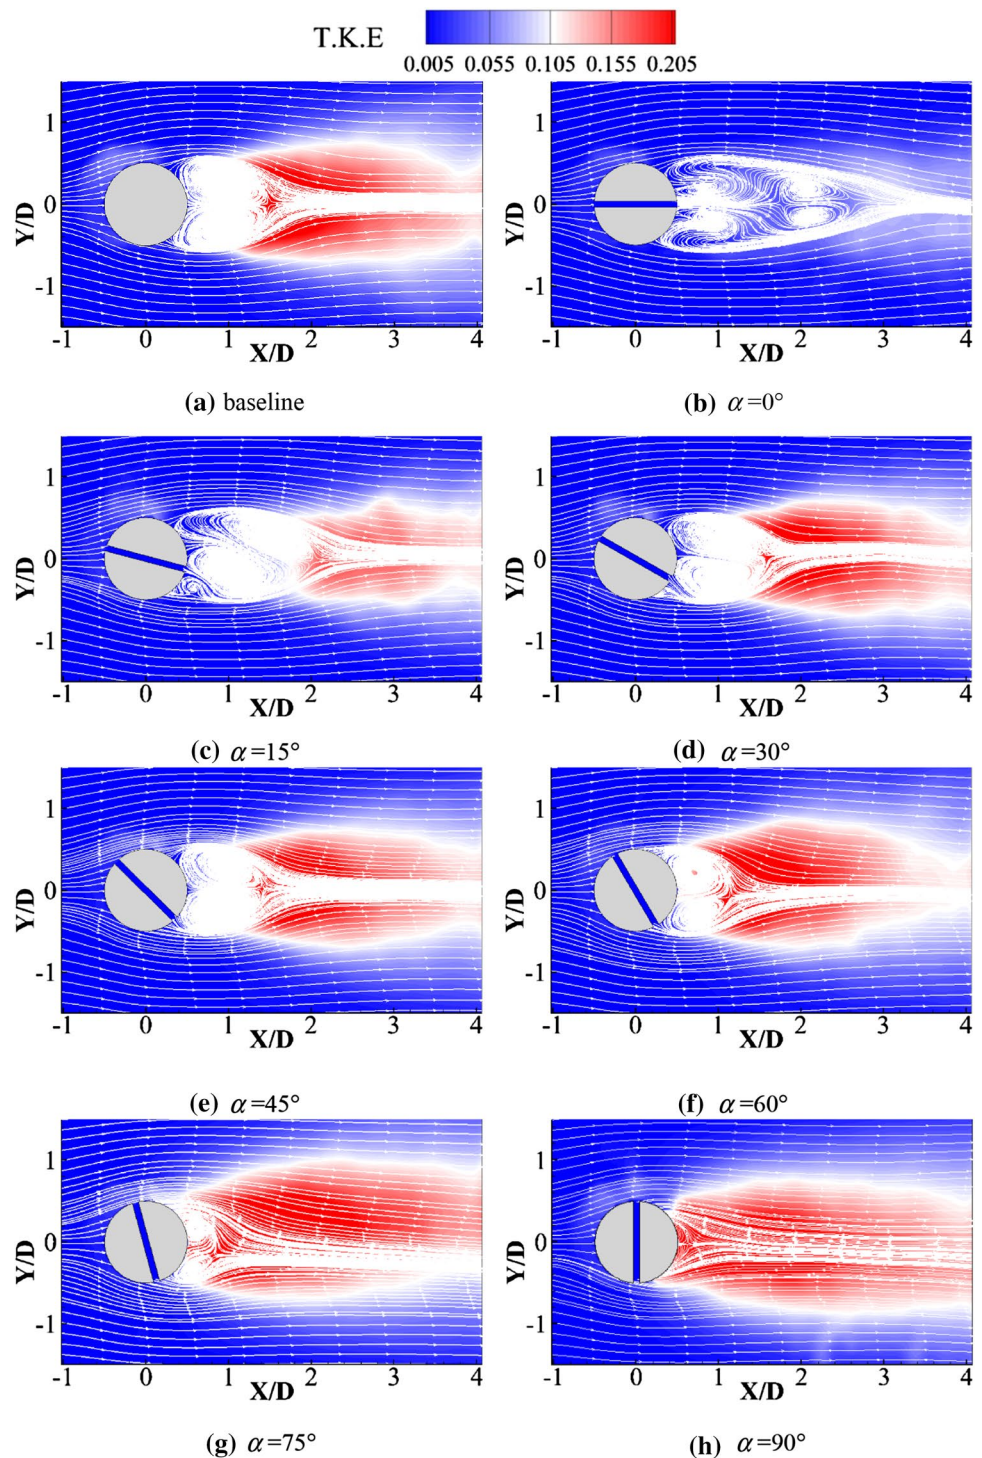 T.K.E
0.005 0.055 0.105 0.155 0.205
Y/D
1
0
-1
-1 0 1 2 3 4
X/D
(a) baseline
Y/D
1
0
-1
-1 0 1 2 3 4
X/D
(b) α=0°
Y/D
1
0
-1
-1 0 1 2 3 4
X/D
(c) α=15°
Y/D
1
0
-1
-1 0 1 2 3 4
X/D
(d) α=30°
Y/D
1
0
-1
-1 0 1 2 3 4
X/D
(e) α=45°
Y/D
1
0
-1
-1 0 1 2 3 4
X/D
(f) α=60°
Y/D
1
0
-1
-1 0 1 2 3 4
X/D
(g) α=75°
Y/D
1
0
-1
-1 0 1 2 3 4
X/D
(h) α=90°